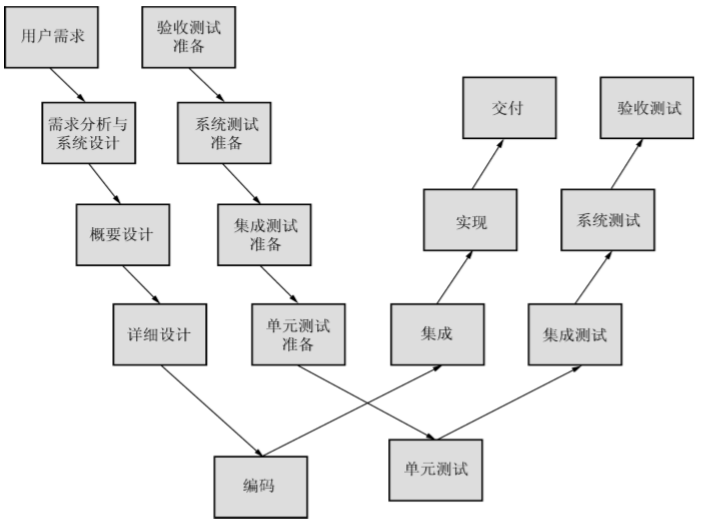 用户需求
验收测试
准备
交付
验收测试
需求分析与
系统设计
系统测试
准备
概要设计
集成测试
准备
实现
系统测试
详细设计
单元测试
准备
集成
集成测试
编码
单元测试